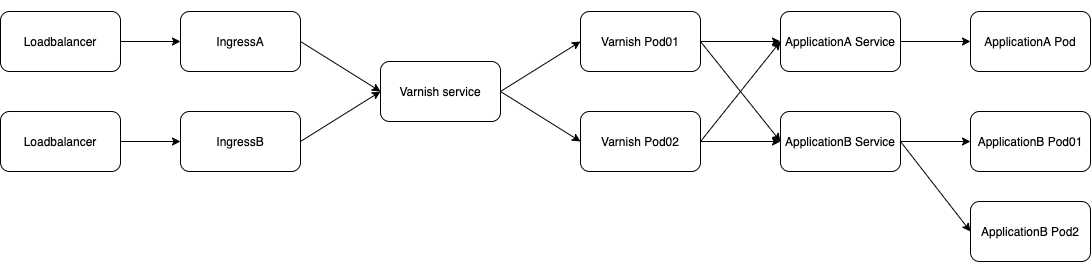 Loadbalancer
IngressA
Varnish Pod01
ApplicationA Service
ApplicationA Pod
Varnish service
Loadbalancer
IngressB
Varnish Pod02
ApplicationB Service
ApplicationB Pod01
ApplicationB Pod2